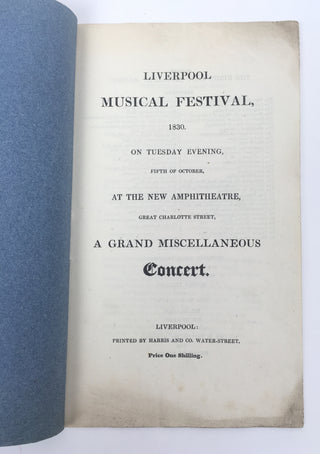 LIVERPOOL
MUSICAL FESTIVAL,
1830.
ON TUESDAY EVENING,
FIFTH OF OCTOBER,
AT THE NEW AMPHITHEATRE,
GREAT CHARLOTTE STREET,
A GRAND MISCELLANEOUS
Concert.
LIVERPOOL:
PRINTED BY HARRIS AND CO. WATER-STREET.
Price One Shilling.